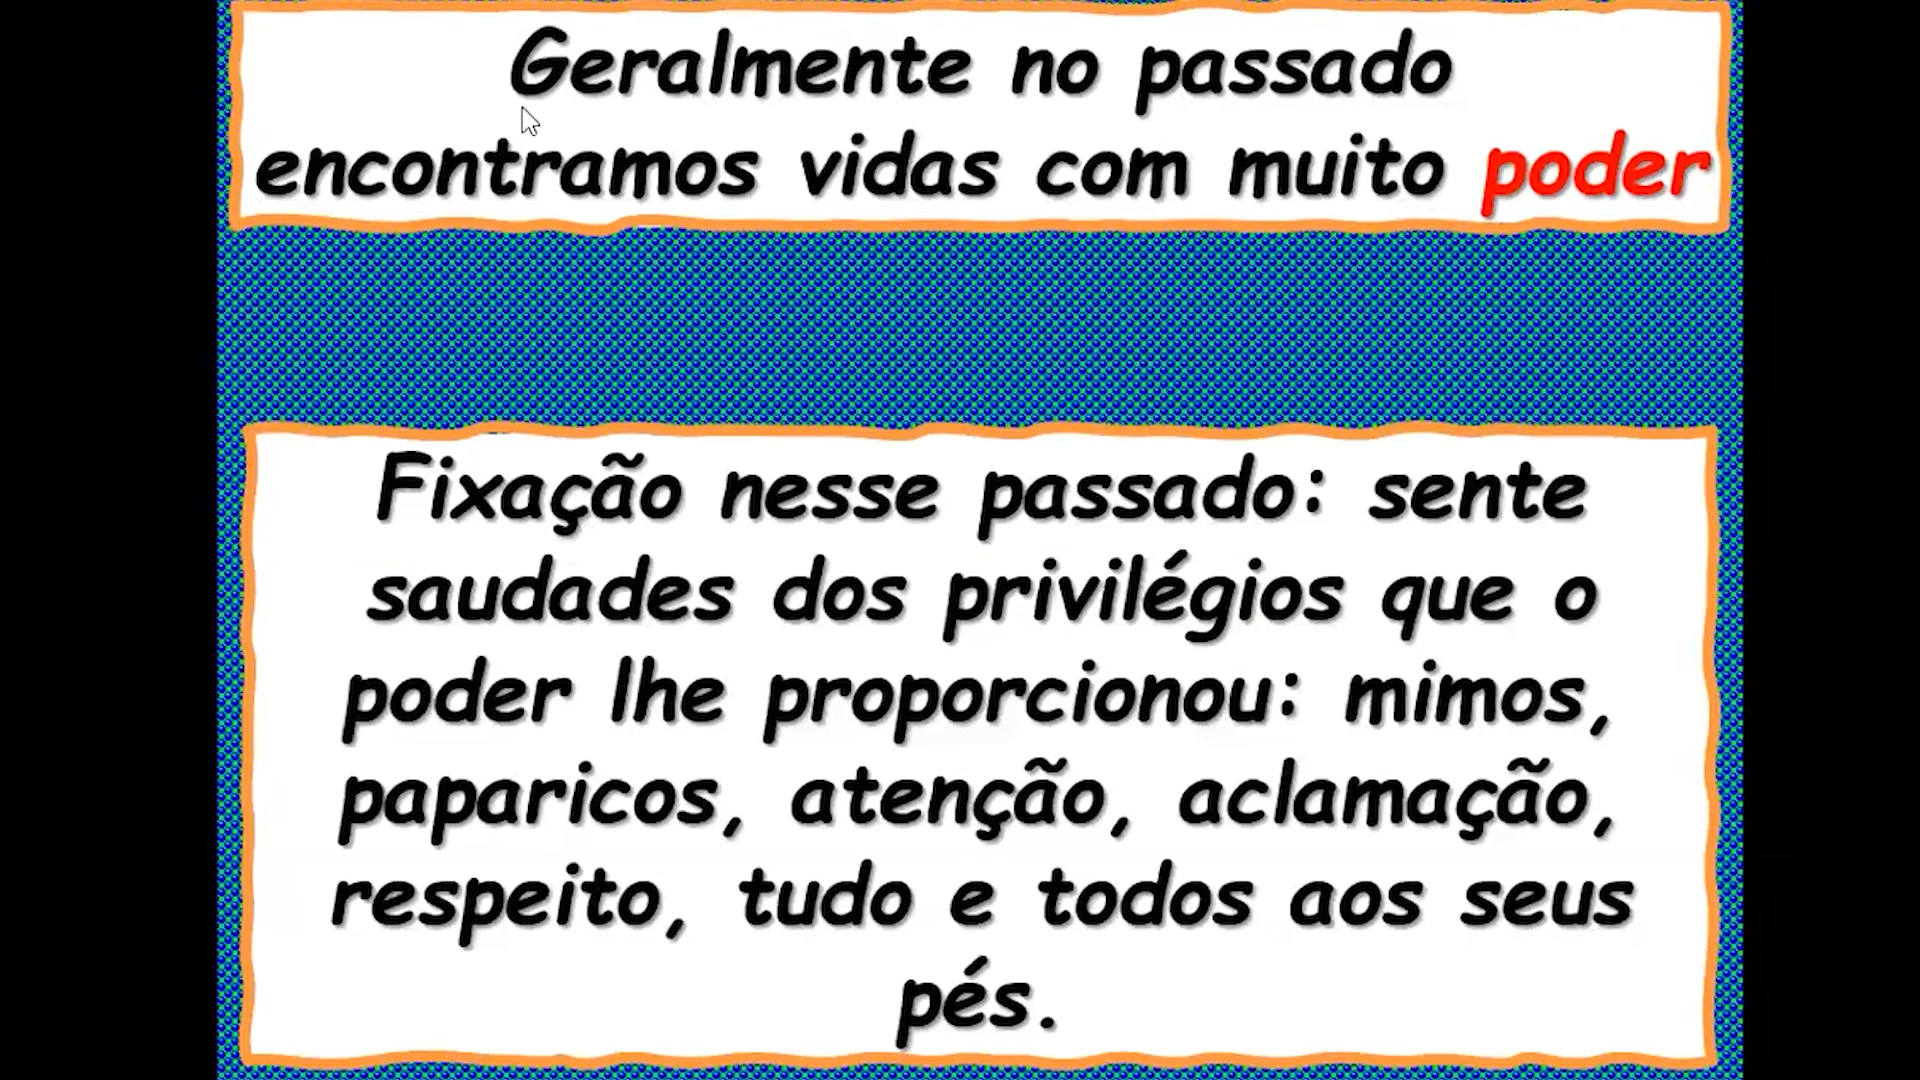 Geralmente no passado
encontramos vidas com muito poder
Fixação nesse passado: sente
saudades dos privilégios que o
poder lhe proporcionou: mimos,
paparicos, atenção, aclamação,
respeito, tudo e todos aos seus
pés.